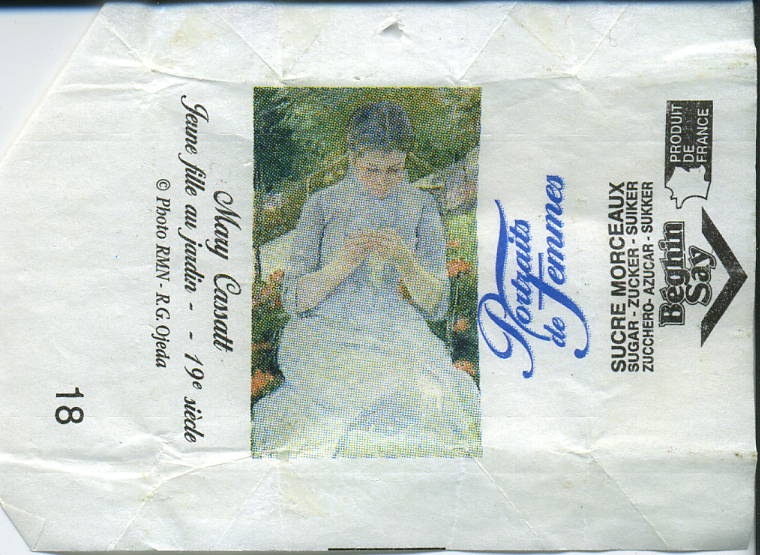 PRODUIT
DE
FRANCE
Béghin
Say
SUCRE MORCEAUX
SUGAR - ZUCKER - SUIKER
ZUCCHERO- AZUCAR - SUKKER
Portraits
de Femmes
Mary Cassatt
Jeune fille au jardin - - 19e siècle
© Photo RMN - R.G. Ojeda
18